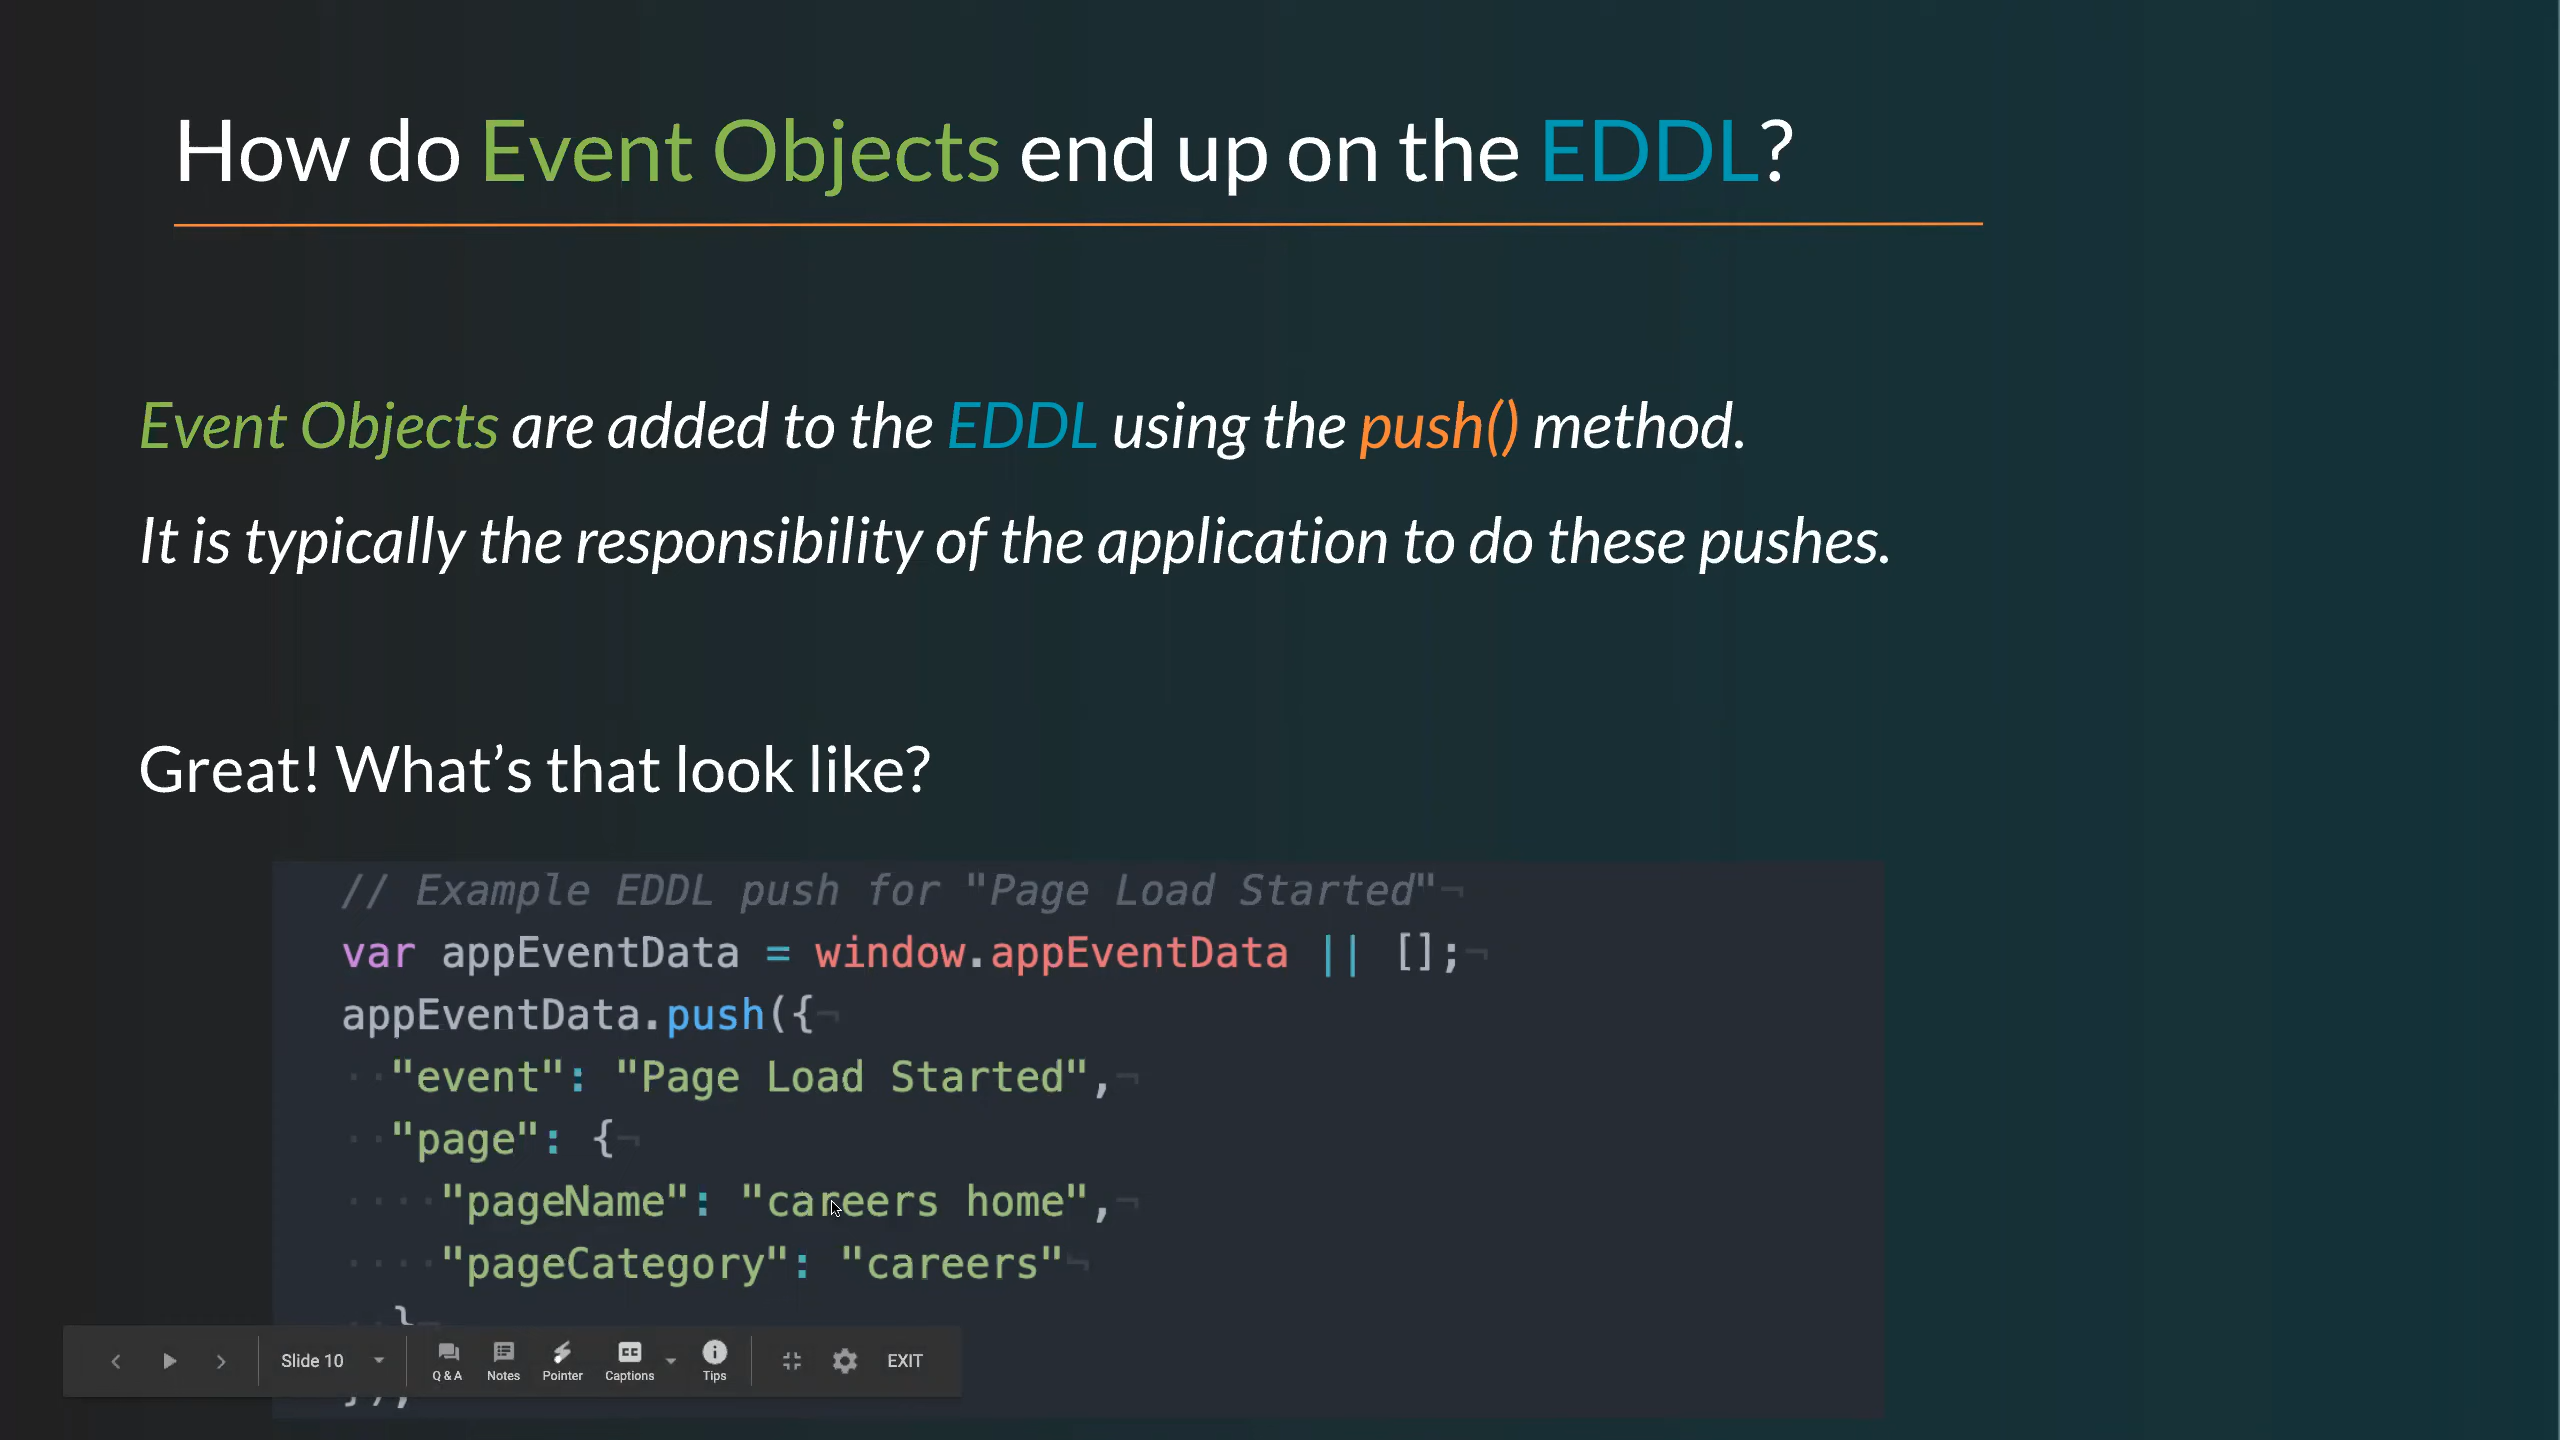 How do Event Objects end up on the EDDL?
Event Objects are added to the EDDL using the push() method.
It is typically the responsibility of the application to do these pushes.
Great! What’s that look like?
// Example EDDL push for "Page Load Started"¬
var appEventData = window.appEventData || [];¬
appEventData.push({¬
··"event": "Page Load Started",¬
··"page": {¬
····"pageName": "careers home",¬
····"pageCategory": "careers"¬
··}¬
});
Slide 10
Q & A
Notes
Pointer
Captions
Tips
EXIT